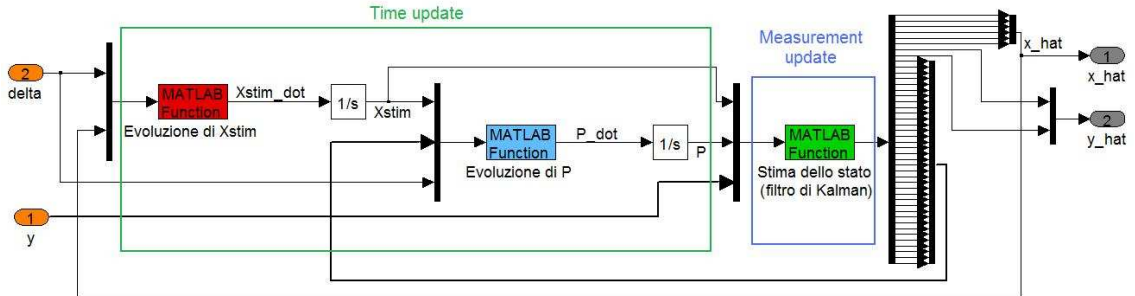 Time update
Measurement
update
2
delta
MATLAB
Function
Evoluzione di Xstim
Xstim_dot
1/s
Xstim
MATLAB
Function
Evoluzione di P
P_dot
1/s
P
MATLAB
Function
Stima dello stato
(filtro di Kalman)
x_hat
1
x_hat
2
y_hat
1
y